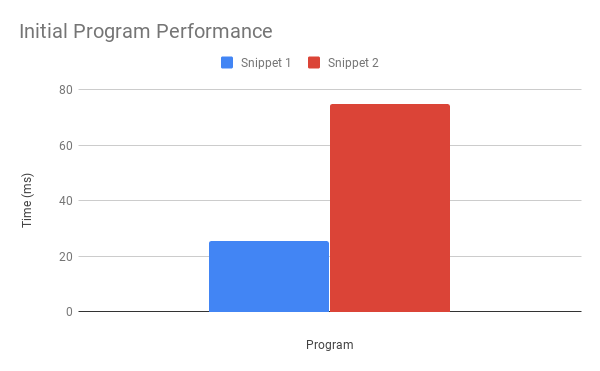 Initial Program Performance
Snippet 1 Snippet 2
80
60
40
20
0
Time (ms)
Program